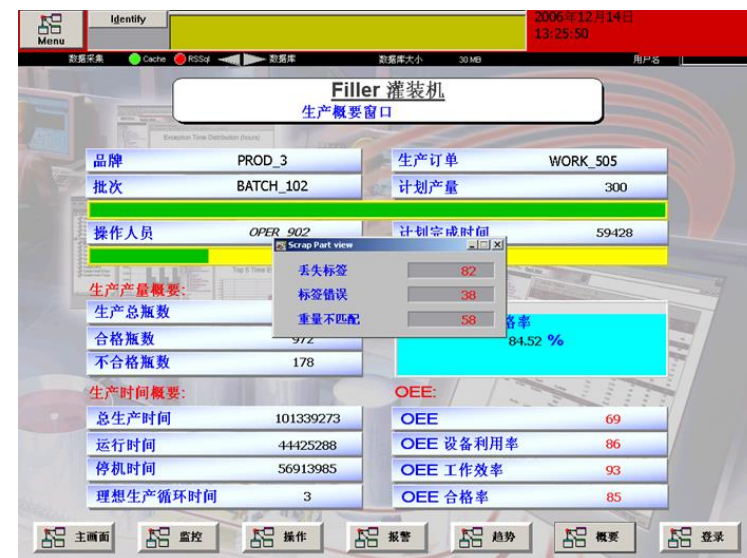 Identify
2006年12月14日
13:25:50
Menu
数据采集 Cache RSSql 数据库 数据库大小 30 MB 用户名
Filler 灌装机
生产概要窗口
Exception Time Distribution (hours)
品牌 PROD_3 生产订单 WORK_505
批次 BATCH_102 计划产量 300
操作人员 OPER_902 计划完成时间 59428
Scrap Part view
丢失标签 82
标签错误 38
重量不匹配 58
生产产量概要:
生产总瓶数
格率
合格瓶数 972 84.52 %
不合格瓶数 178
生产时间概要: OEE:
总生产时间 101339273 OEE 69
运行时间 44425288 OEE 设备利用率 86
停机时间 56913985 OEE 工作效率 93
理想生产循环时间 3 OEE 合格率 85
主画面 监控 操作 报警 趋势 概要 登录